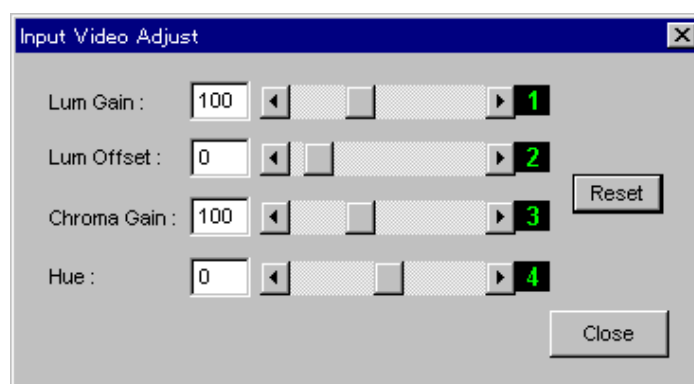 Input Video Adjust
Lum Gain : 100 1
Lum Offset : 0 2
Chroma Gain : 100 3
Reset
Hue : 0 4
Close